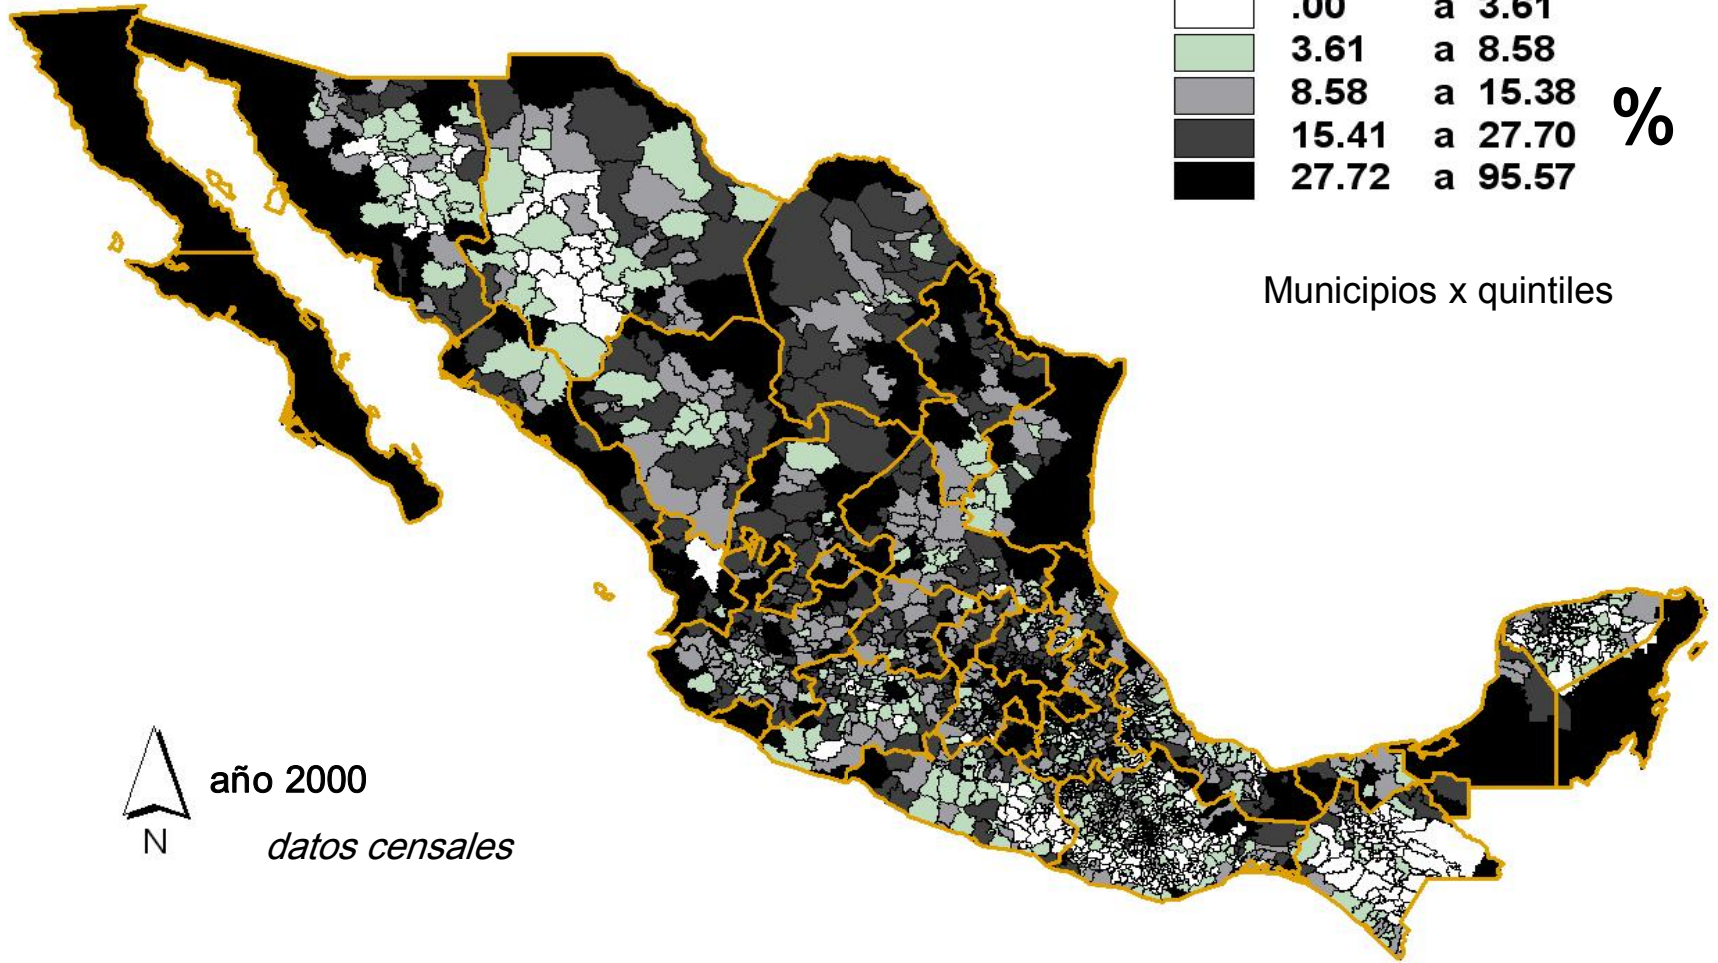 .00 a 3.61
3.61 a 8.58
8.58 a 15.38
15.41 a 27.70
27.72 a 95.57
%
Municipios x quintiles
año 2000
N
datos censales